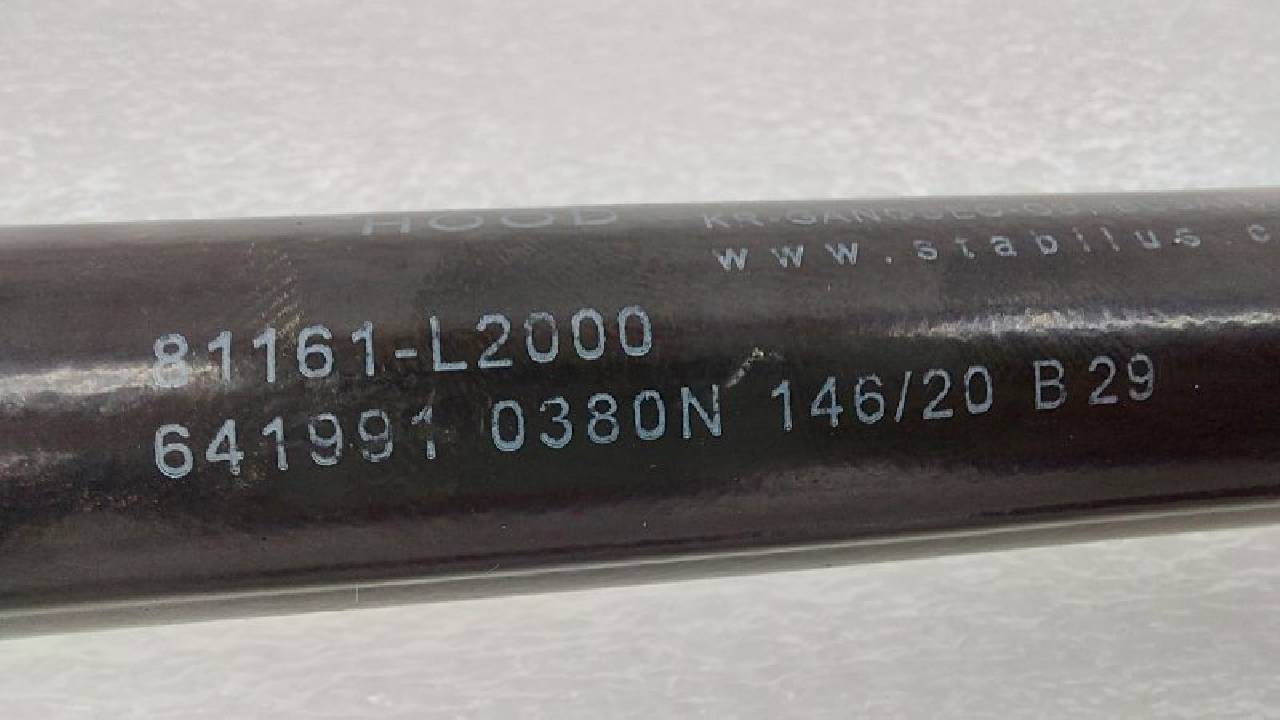 HOOD
www.stabilus.c
81161-L2000
641991 0380N 146/20 B 29